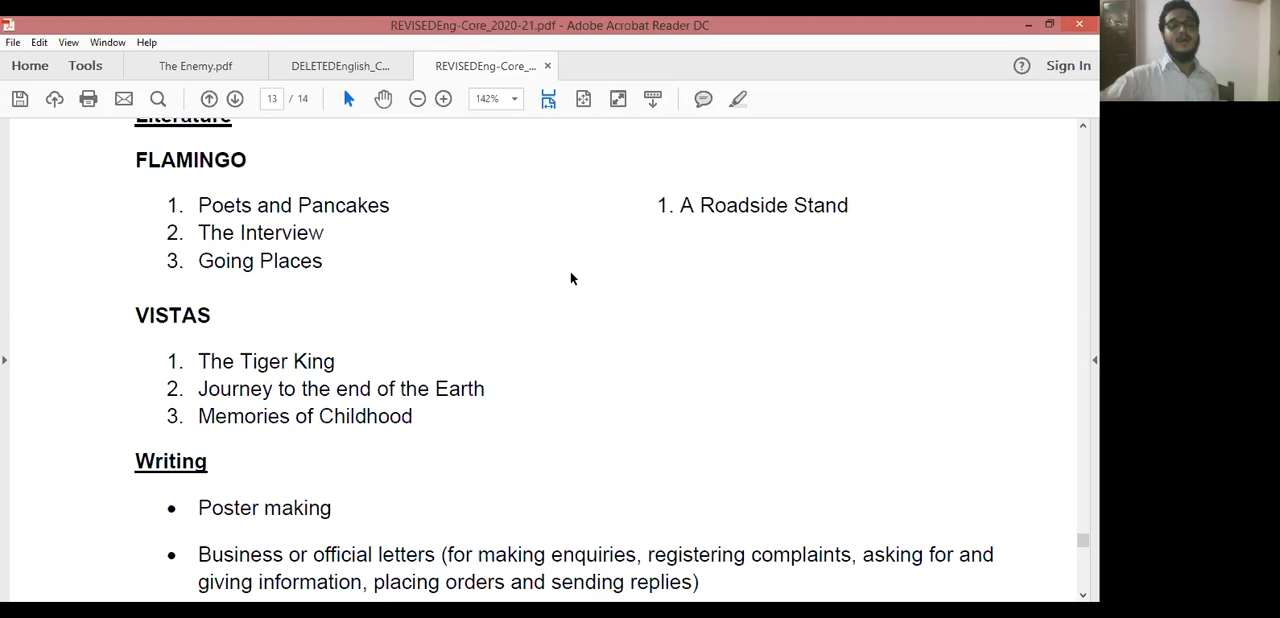 REVISEDEng-Core_2020-21.pdf - Adobe Acrobat Reader DC
File Edit View Window Help
Home Tools The Enemy.pdf DELETEDEnglish_C... REVISEDEng-Core_... × ? Sign In
13 / 14 142%
Literature
FLAMINGO
1. Poets and Pancakes 1. A Roadside Stand
2. The Interview
3. Going Places
VISTAS
1. The Tiger King
2. Journey to the end of the Earth
3. Memories of Childhood
Writing
• Poster making
• Business or official letters (for making enquiries, registering complaints, asking for and
giving information, placing orders and sending replies)